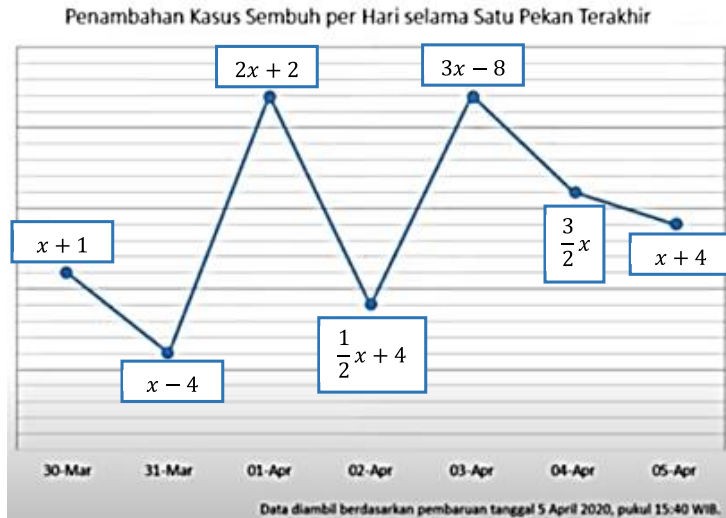 Penambahan Kasus Sembuh per Hari selama Satu Pekan Terakhir
2x + 2
3x − 8
x + 1
3/2 x
x + 4
1/2 x + 4
x − 4
30-Mar 31-Mar 01-Apr 02-Apr 03-Apr 04-Apr 05-Apr
Data diambil berdasarkan pembaruan tanggal 5 April 2020, pukul 15:40 WIB.